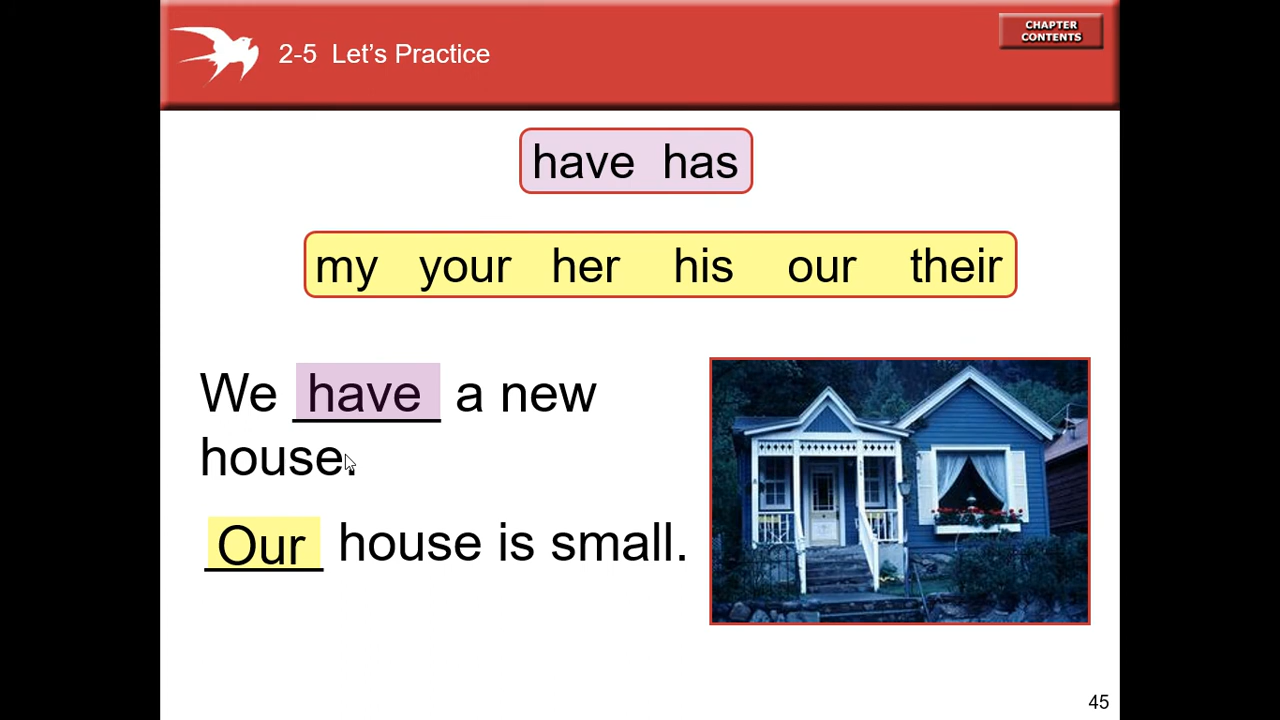 CHAPTER
CONTENTS
2-5 Let's Practice
have has
my your her his our their
We have a new
house.
Our house is small.
45